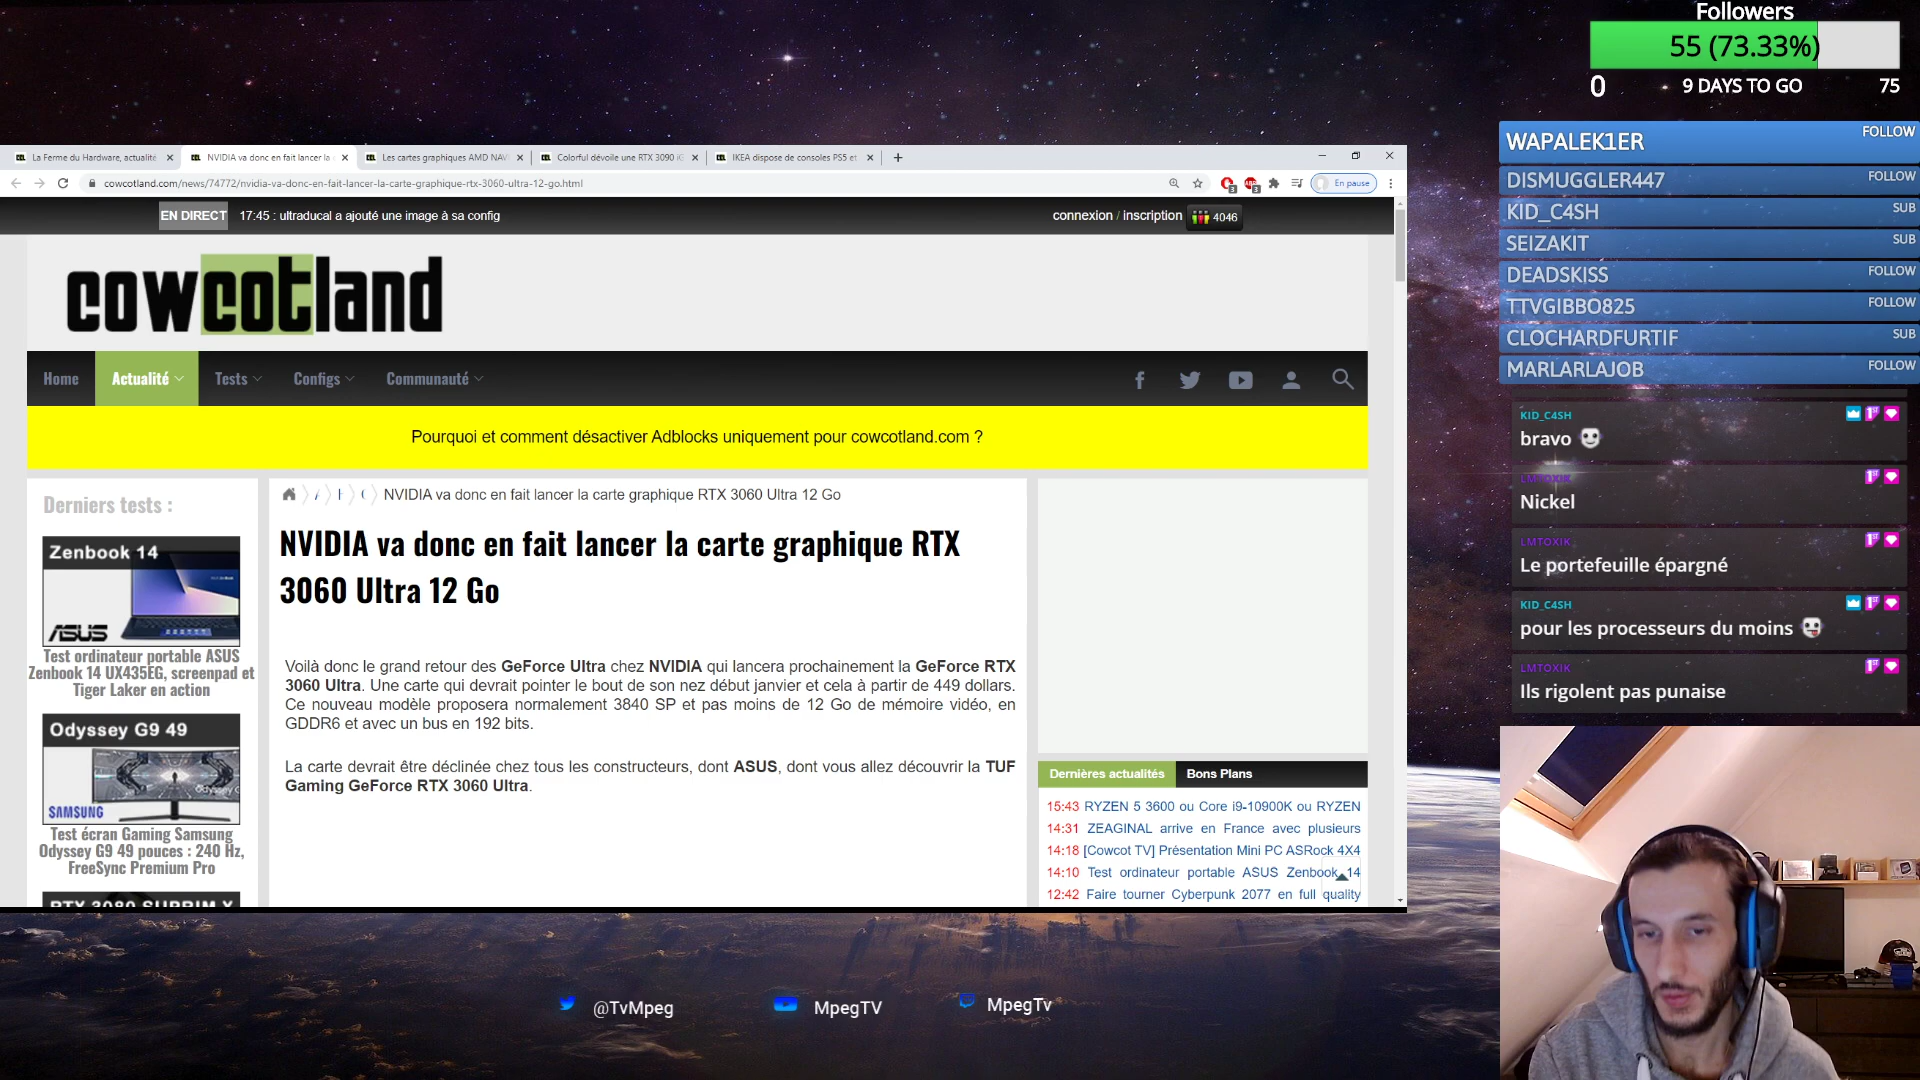 Followers
55 (73.33%)
0
9 DAYS TO GO
75
WAPALEK1ER FOLLOW
DISMUGGLER447 FOLLOW
KID_C4SH SUB
SEIZAKIT SUB
DEADSKISS FOLLOW
TTVGIBBO825 FOLLOW
CLOCHARDFURTIF SUB
MARLARLAJOB FOLLOW
KID_C4SH
bravo
LMTOXIK
Nickel
LMTOXIK
Le portefeuille épargné
KID_C4SH
pour les processeurs du moins
LMTOXIK
Ils rigolent pas punaise
La Ferme du Hardware, actualité
NVIDIA va donc en fait lancer la
Les cartes graphiques AMD NAV
Colorful dévoile une RTX 3090 iG
IKEA dispose de consoles PS5 et
cowcotland.com/news/74772/nvidia-va-donc-en-fait-lancer-la-carte-graphique-rtx-3060-ultra-12-go.html
En pause
EN DIRECT 17:45 : ultraducal a ajouté une image à sa config
connexion / inscription 4046
cowcotland
Home Actualité Tests Configs Communauté
Pourquoi et comment désactiver Adblocks uniquement pour cowcotland.com ?
Derniers tests :
Zenbook 14
ASUS
Test ordinateur portable ASUS
Zenbook 14 UX435EG, screenpad et
Tiger Laker en action
Odyssey G9 49
SAMSUNG
Test écran Gaming Samsung
Odyssey G9 49 pouces : 240 Hz,
FreeSync Premium Pro
RTX 3080 SUPRIM X
NVIDIA va donc en fait lancer la carte graphique RTX 3060 Ultra 12 Go
NVIDIA va donc en fait lancer la carte graphique RTX
3060 Ultra 12 Go
Voilà donc le grand retour des GeForce Ultra chez NVIDIA qui lancera prochainement la GeForce RTX
3060 Ultra. Une carte qui devrait pointer le bout de son nez début janvier et cela à partir de 449 dollars.
Ce nouveau modèle proposera normalement 3840 SP et pas moins de 12 Go de mémoire vidéo, en
GDDR6 et avec un bus en 192 bits.
La carte devrait être déclinée chez tous les constructeurs, dont ASUS, dont vous allez découvrir la TUF
Gaming GeForce RTX 3060 Ultra.
Dernières actualités Bons Plans
15:43 RYZEN 5 3600 ou Core i9-10900K ou RYZEN
14:31 ZEAGINAL arrive en France avec plusieurs
14:18 [Cowcot TV] Présentation Mini PC ASRock 4X4
14:10 Test ordinateur portable ASUS Zenbook 14
12:42 Faire tourner Cyberpunk 2077 en full quality
@TvMpeg
MpegTV
MpegTv